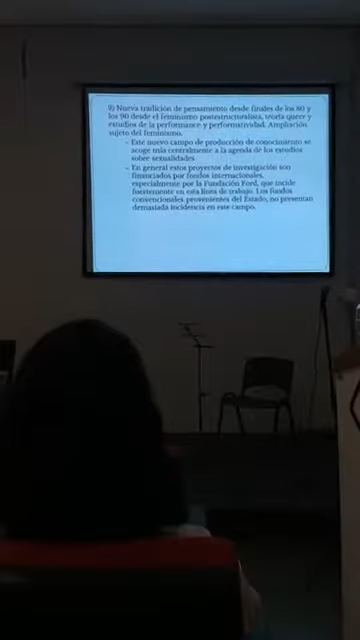 9) Nueva tradición de pensamiento desde finales de los 80 y
los 90 desde el feminismo postestructuralista, teoría queer y
estudios de la performance y performatividad. Ampliación
sujeto del feminismo.
– Este nuevo campo de producción de conocimiento se
acoge más centralmente a la agenda de los estudios
sobre sexualidades
– En general estos proyectos de investigación son
financiados por fondos internacionales,
especialmente por la Fundación Ford, que incide
fuertemente en esta línea de trabajo. Los fondos
convencionales provenientes del Estado, no presentan
demasiada incidencia en este campo.